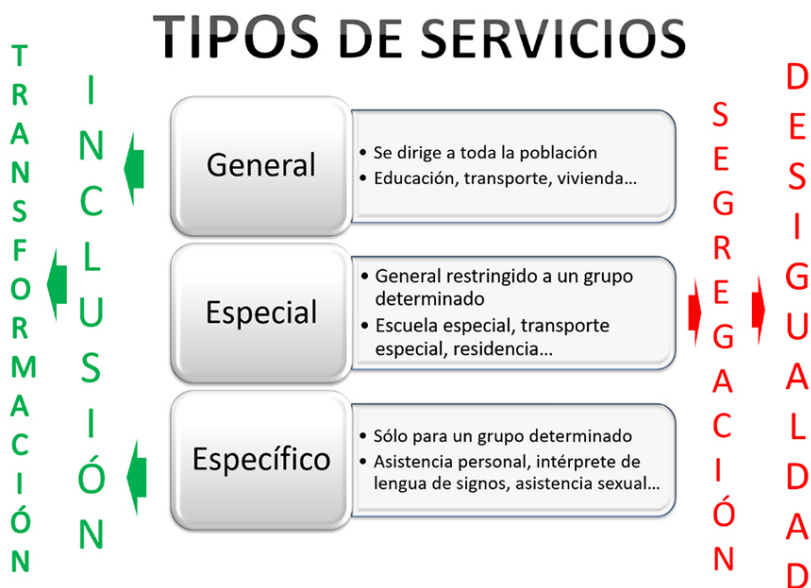 TIPOS DE SERVICIOS
TRANSFORMACIÓN
INCLUSIÓN
General
• Se dirige a toda la población
• Educación, transporte, vivienda...
Especial
• General restringido a un grupo
determinado
• Escuela especial, transporte
especial, residencia...
Específico
• Sólo para un grupo determinado
• Asistencia personal, intérprete de
lengua de signos, asistencia sexual...
SEGREGACIÓN
DESIGUALDAD